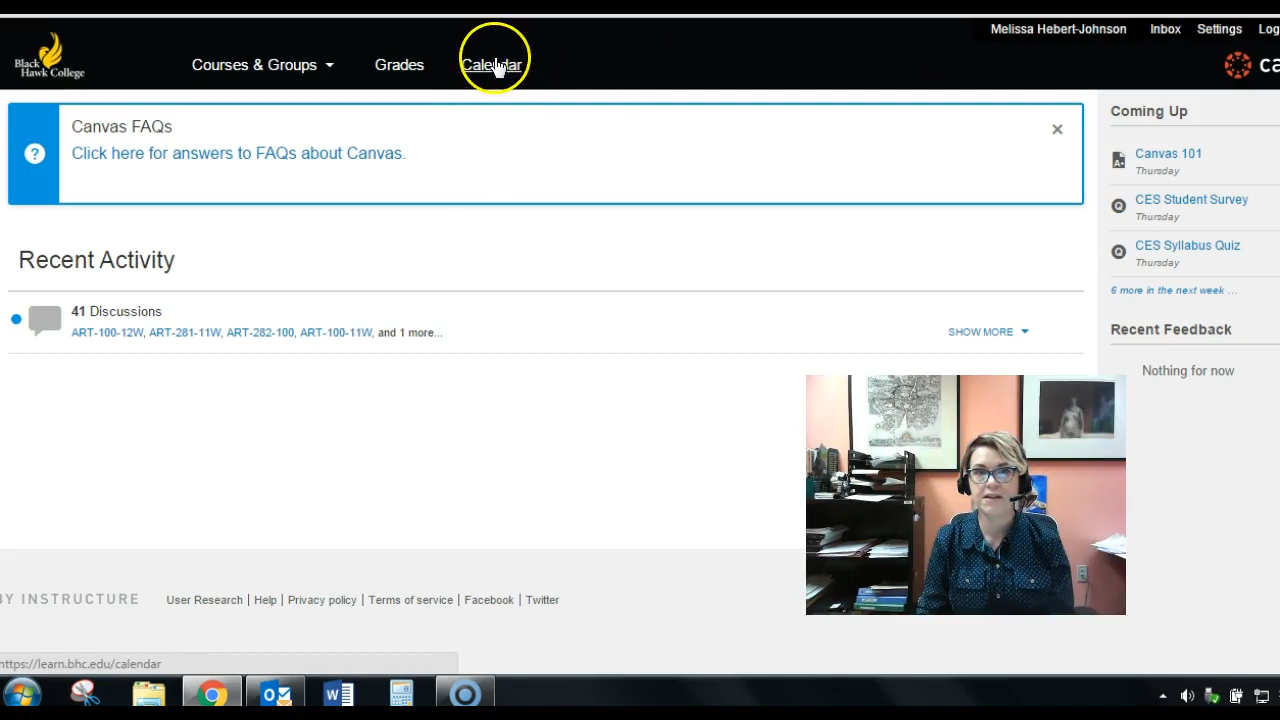 Melissa Hebert-Johnson Inbox Settings Log
Black Hawk College
Courses & Groups Grades Calendar ca
Canvas FAQs
Click here for answers to FAQs about Canvas.
?
×
Recent Activity
41 Discussions
ART-100-12W, ART-281-11W, ART-282-100, ART-100-11W, and 1 more...
SHOW MORE
Coming Up
A+
Canvas 101
Thursday
Q
CES Student Survey
Thursday
Q
CES Syllabus Quiz
Thursday
6 more in the next week ...
Recent Feedback
Nothing for now
BY INSTRUCTURE User Research | Help | Privacy policy | Terms of service | Facebook | Twitter
https://learn.bhc.edu/calendar